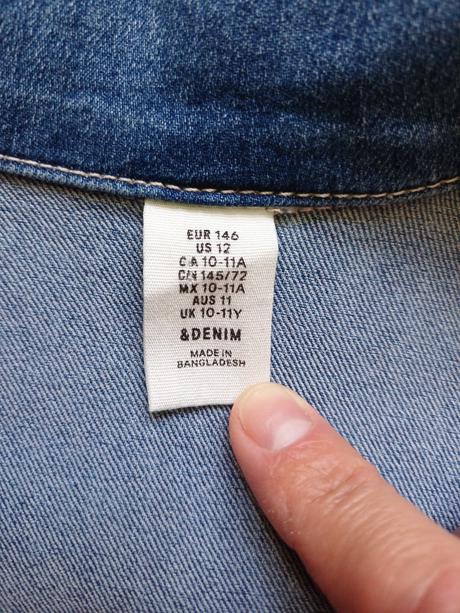 EUR 146
US 12
CA 10-11A
C/N 145/72
MX 10-11A
AUS 11
UK 10-11Y
&DENIM
MADE IN
BANGLADESH